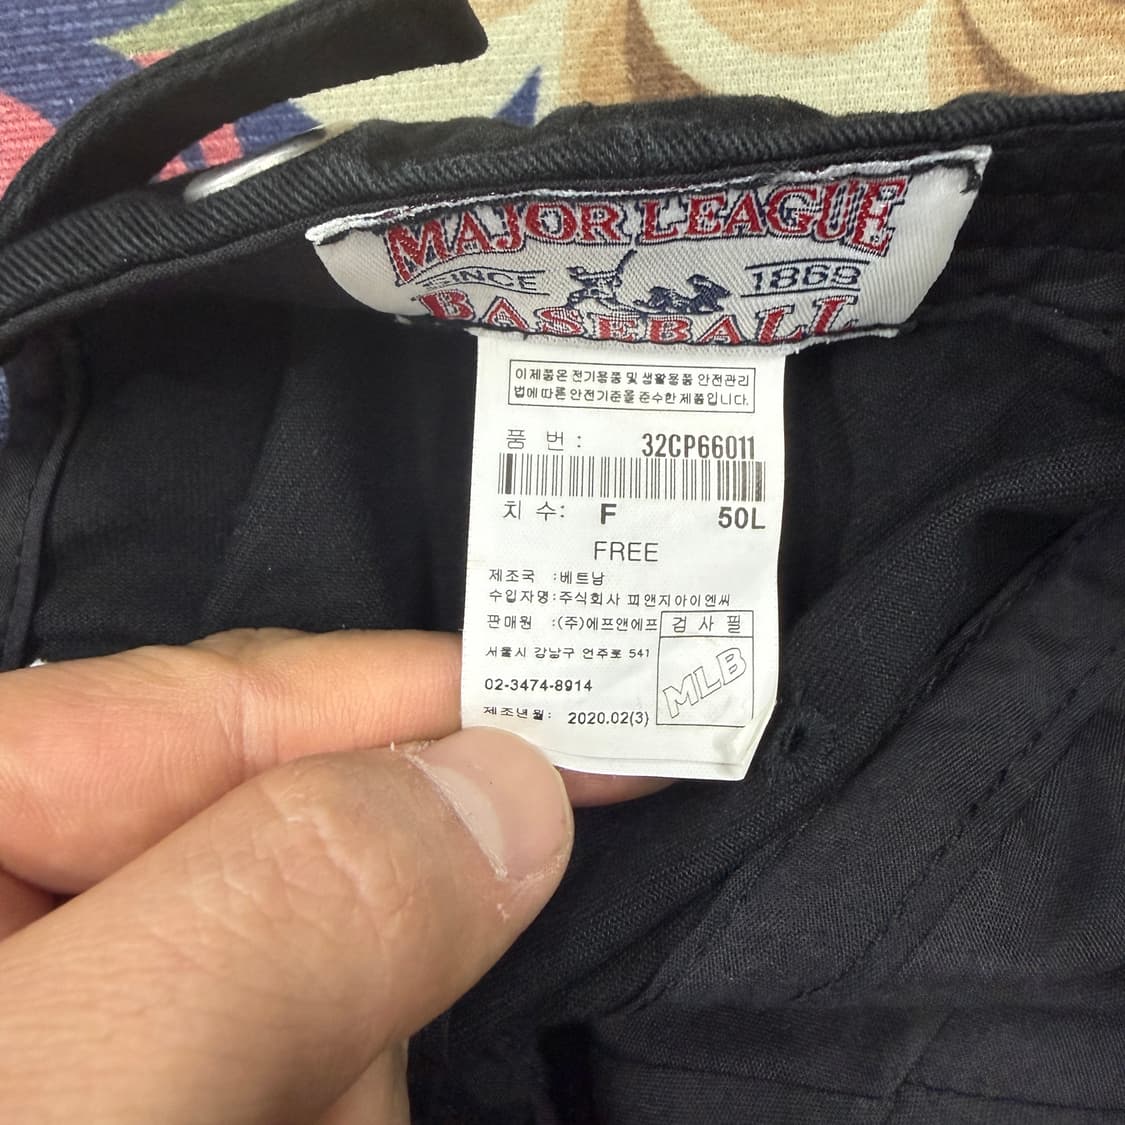 MAJOR LEAGUE
SINCE 1869
BASEBALL
이 제품은 전기용품 및 생활용품 안전관리
법에 따른 안전기준을 준수한 제품입니다.
품 번 : 32CP66011
치 수: F 50L
FREE
제조국 :베트남
수입자명:주식회사 피앤지아이엔씨
판매원 :(주)에프앤에프
검 사 필
서울시 강남구 언주로 541
MLB
02-3474-8914
제조년월: 2020.02(3)